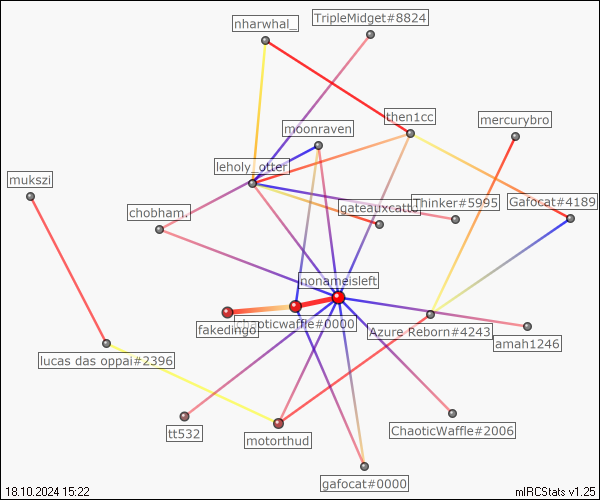 TripleMidget#8824
nharwhal_
then1cc
mercurybro
moonraven
leholy_otter
mukszi
Thinker#5995
Gafocat#4189
gateauxcattt
chobham.
nonameisleft
fakedingo
chaoticwaffle#0000
Azure Reborn#4243
amah1246
lucas das oppai#2396
tt532
motorthud
ChaoticWaffle#2006
gafocat#0000
18.10.2024 15:22
mIRCStats v1.25